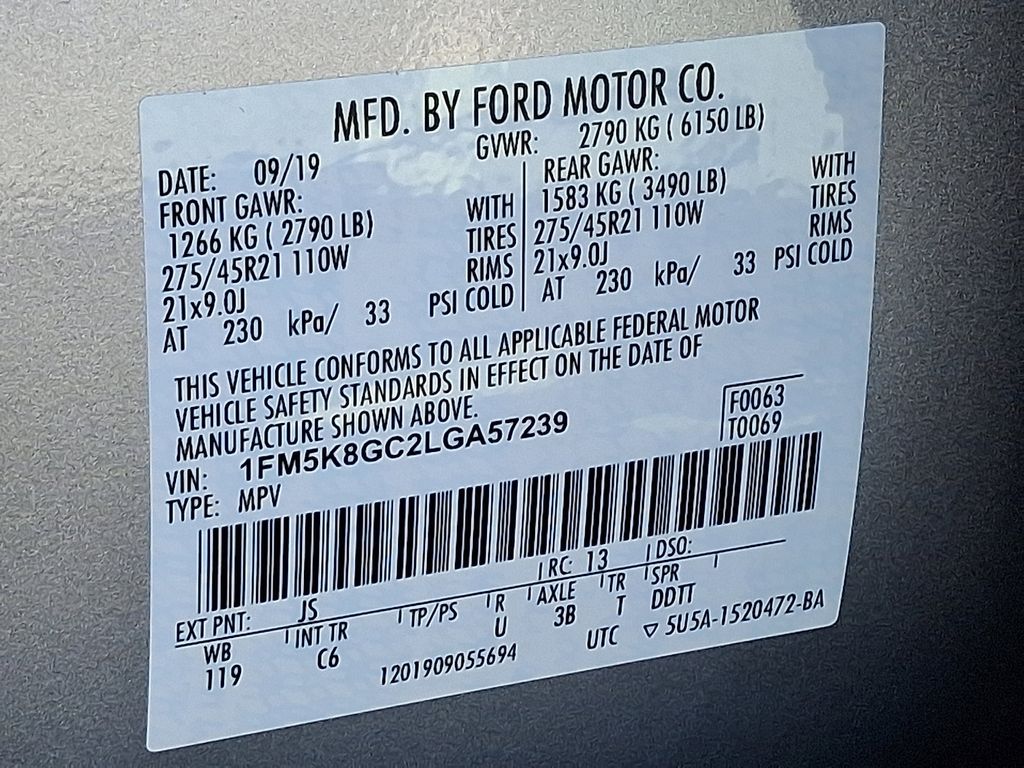 MFD. BY FORD MOTOR CO.
DATE: 09/19 GVWR: 2790 KG ( 6150 LB)
FRONT GAWR: REAR GAWR:
1266 KG ( 2790 LB) WITH 1583 KG ( 3490 LB) WITH
275/45R21 110W TIRES 275/45R21 110W TIRES
21x9.0J RIMS 21x9.0J RIMS
AT 230 kPa/ 33 PSI COLD AT 230 kPa/ 33 PSI COLD
THIS VEHICLE CONFORMS TO ALL APPLICABLE FEDERAL MOTOR
VEHICLE SAFETY STANDARDS IN EFFECT ON THE DATE OF
MANUFACTURE SHOWN ABOVE.
VIN: 1FM5K8GC2LGA57239 F0063
TYPE: MPV T0069
EXT PNT: JS RC: 13 DSO:
WB INT TR TP/PS R AXLE TR SPR
119 C6 U 3B T DDTT
1201909055694 UTC ▽ 5U5A-1520472-BA